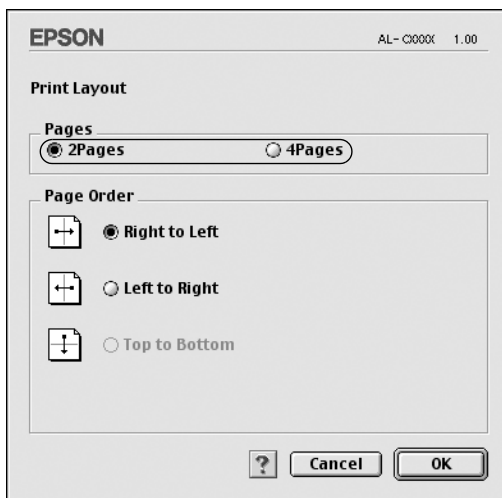 EPSON AL-CXXXX 1.00
Print Layout
Pages
2Pages 4Pages
Page Order
Right to Left
Left to Right
Top to Bottom
? Cancel OK